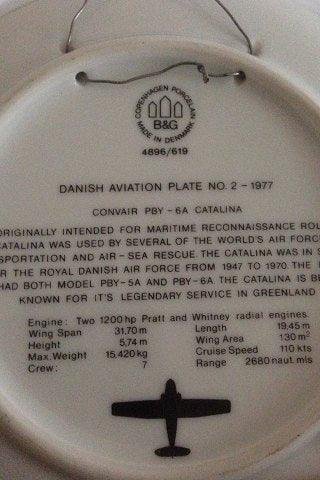 COPENHAGEN PORCELAIN
B&G
MADE IN DENMARK
4896/619
DANISH AVIATION PLATE NO. 2 - 1977
CONVAIR PBY - 6A CATALINA
ORIGINALLY INTENDED FOR MARITIME RECONNAISSANCE ROL
CATALINA WAS USED BY SEVERAL OF THE WORLD'S AIR FORC
SPORTATION AND AIR - SEA RESCUE. THE CATALINA WAS IN S
R THE ROYAL DANISH AIR FORCE FROM 1947 TO 1970. THE
HAD BOTH MODEL PBY-5A AND PBY-6A. THE CATALINA IS BE
KNOWN FOR IT'S LEGENDARY SERVICE IN GREENLAND
Engine: Two 1200 hp Pratt and Whitney radial engines
Wing Span 31,70 m Length 19,45 m
Height 5,74 m Wing Area 130 m²
Max. Weight 15,420 kg Cruise Speed 110 kts
Crew: 7 Range 2680 naut. mls